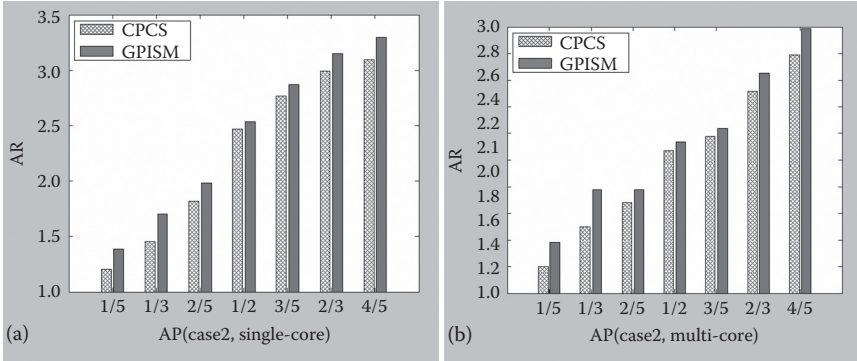 3.5
3.0
2.5
2.0
1.5
1.0
AR
CPCS
GPISM
1/5 1/3 2/5 1/2 3/5 2/3 4/5
AP(case2, single-core)
(a)
3.0
2.8
2.6
2.4
2.2
2.0
1.8
1.6
1.4
1.2
1.0
AR
CPCS
GPISM
1/5 1/3 2/5 1/2 3/5 2/3 4/5
AP(case2, multi-core)
(b)